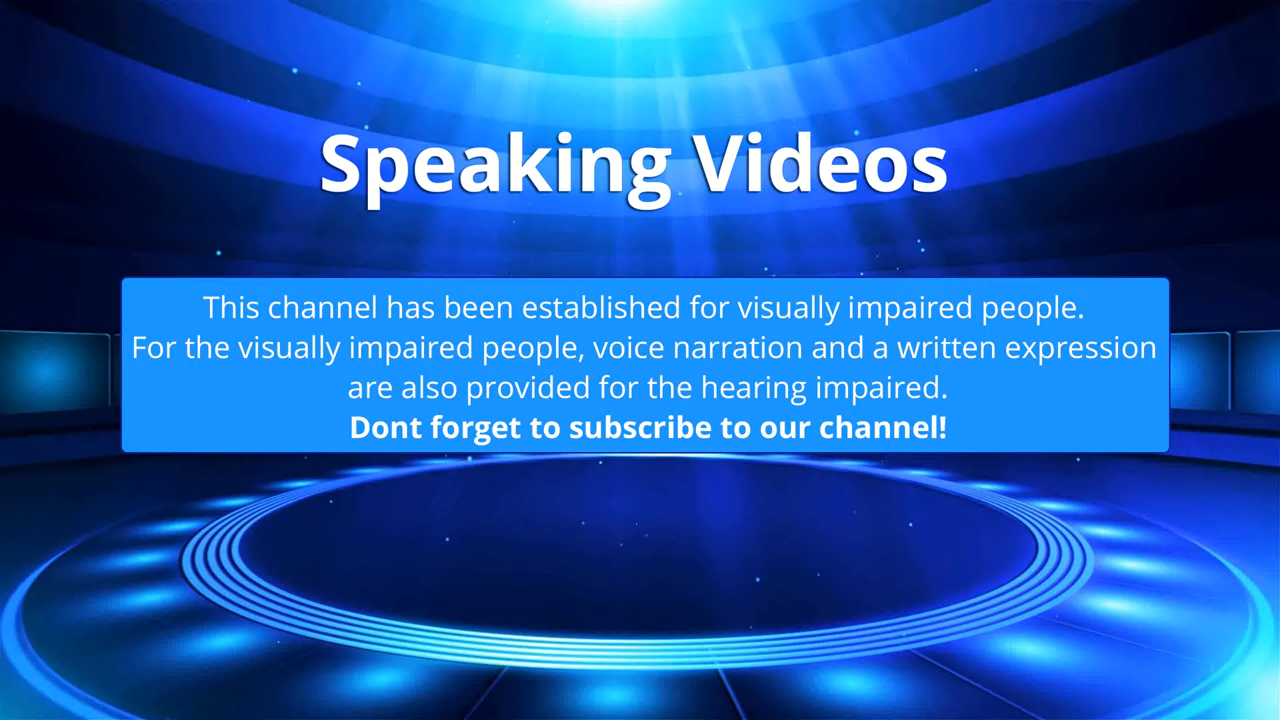 Speaking Videos
This channel has been established for visually impaired people.
For the visually impaired people, voice narration and a written expression
are also provided for the hearing impaired.
Dont forget to subscribe to our channel!